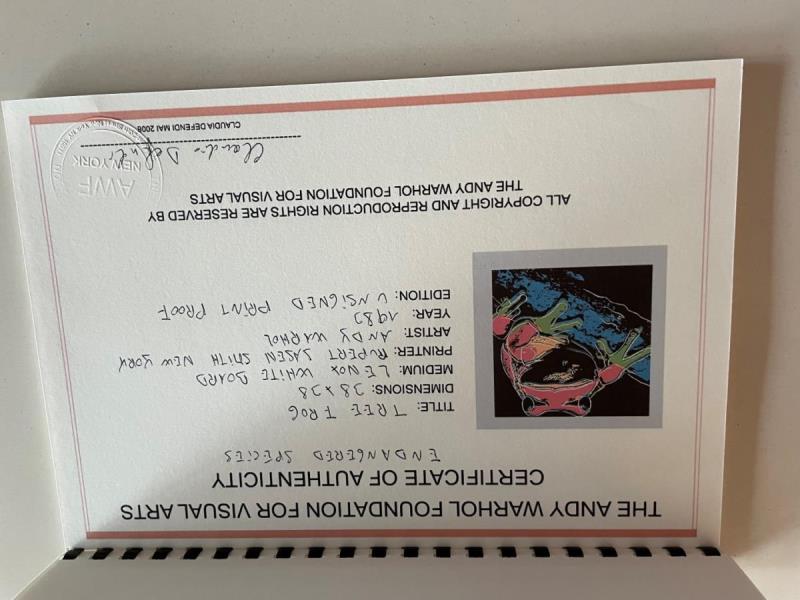 THE ANDY WARHOL FOUNDATION FOR VISUAL ARTS
CERTIFICATE OF AUTHENTICITY
ENDANGERED SPECIES
TITLE: TREE FROG
DIMENSIONS: 38x38
MEDIUM: LENOX WHITE BOARD
PRINTER: RUPERT JASEN SMITH NEW YORK
ARTIST: ANDY WARHOL
YEAR: 1983
EDITION: UNSIGNED PRINT PROOF
ALL COPYRIGHT AND REPRODUCTION RIGHTS ARE RESERVED BY
THE ANDY WARHOL FOUNDATION FOR VISUAL ARTS
CLAUDIA DEFENDI MAI 2008
AWF
NEW YORK